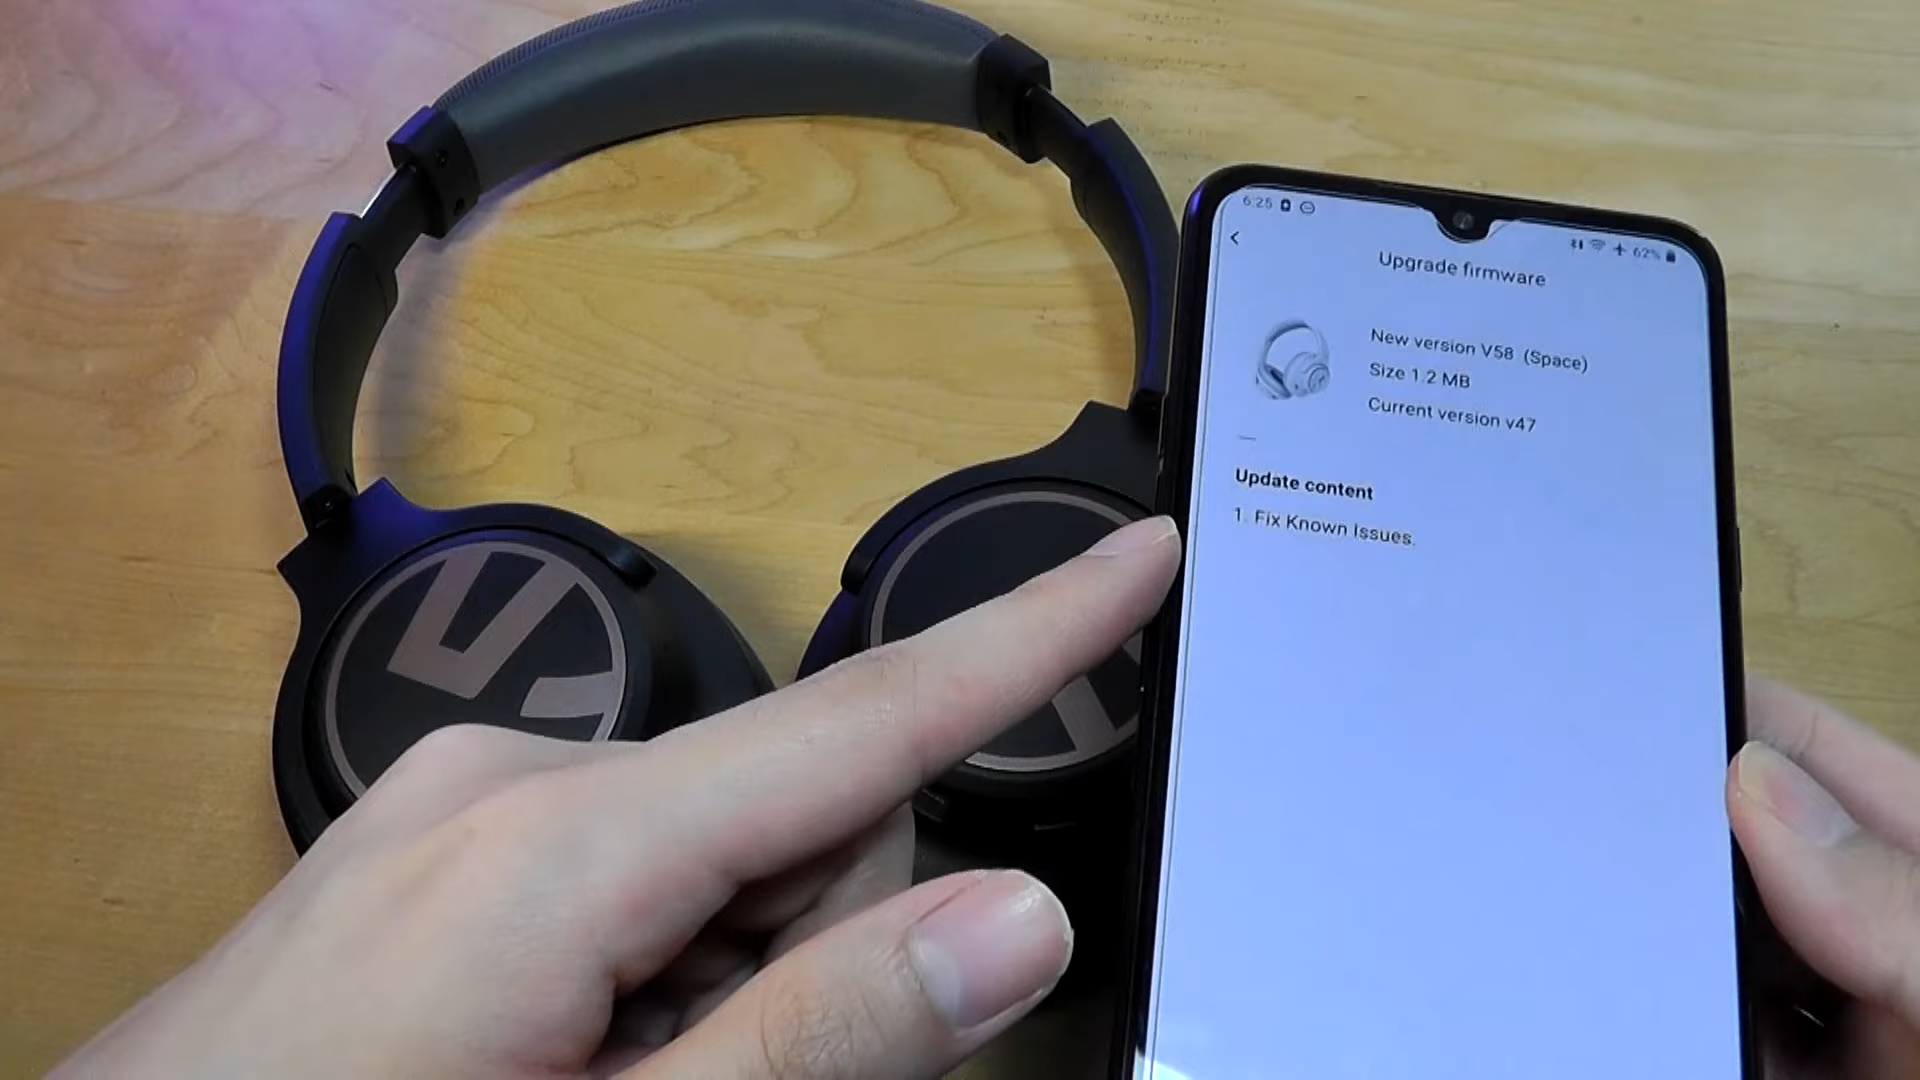 6:25
62%
Upgrade firmware
New version V58 (Space)
Size 1.2 MB
Current version v47
Update content
1. Fix Known Issues.